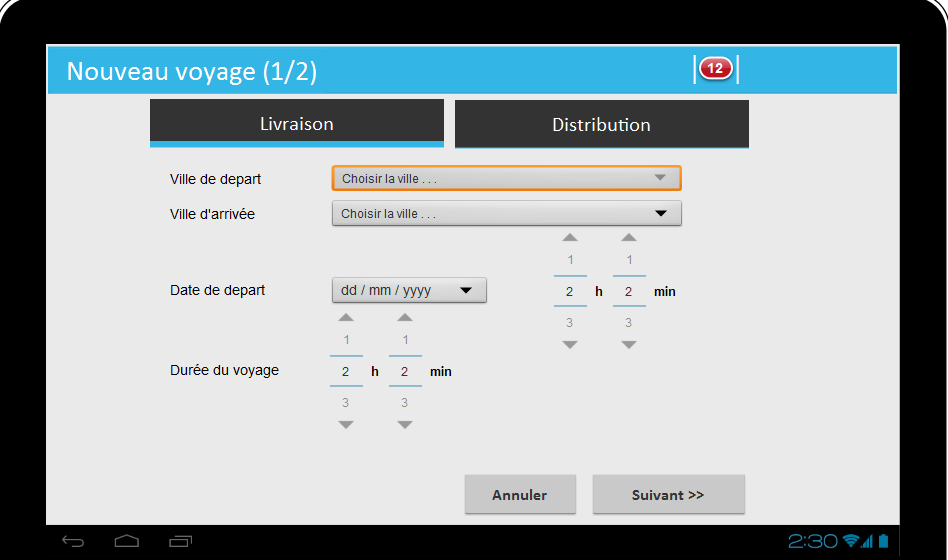 Nouveau voyage (1/2)
12
Livraison
Distribution
Ville de depart
Choisir la ville . . .
Ville d'arrivée
Choisir la ville . . .
1 1
Date de depart
dd / mm / yyyy
2 h 2 min
3 3
1 1
Durée du voyage
2 h 2 min
3 3
Annuler
Suivant >>
2:30